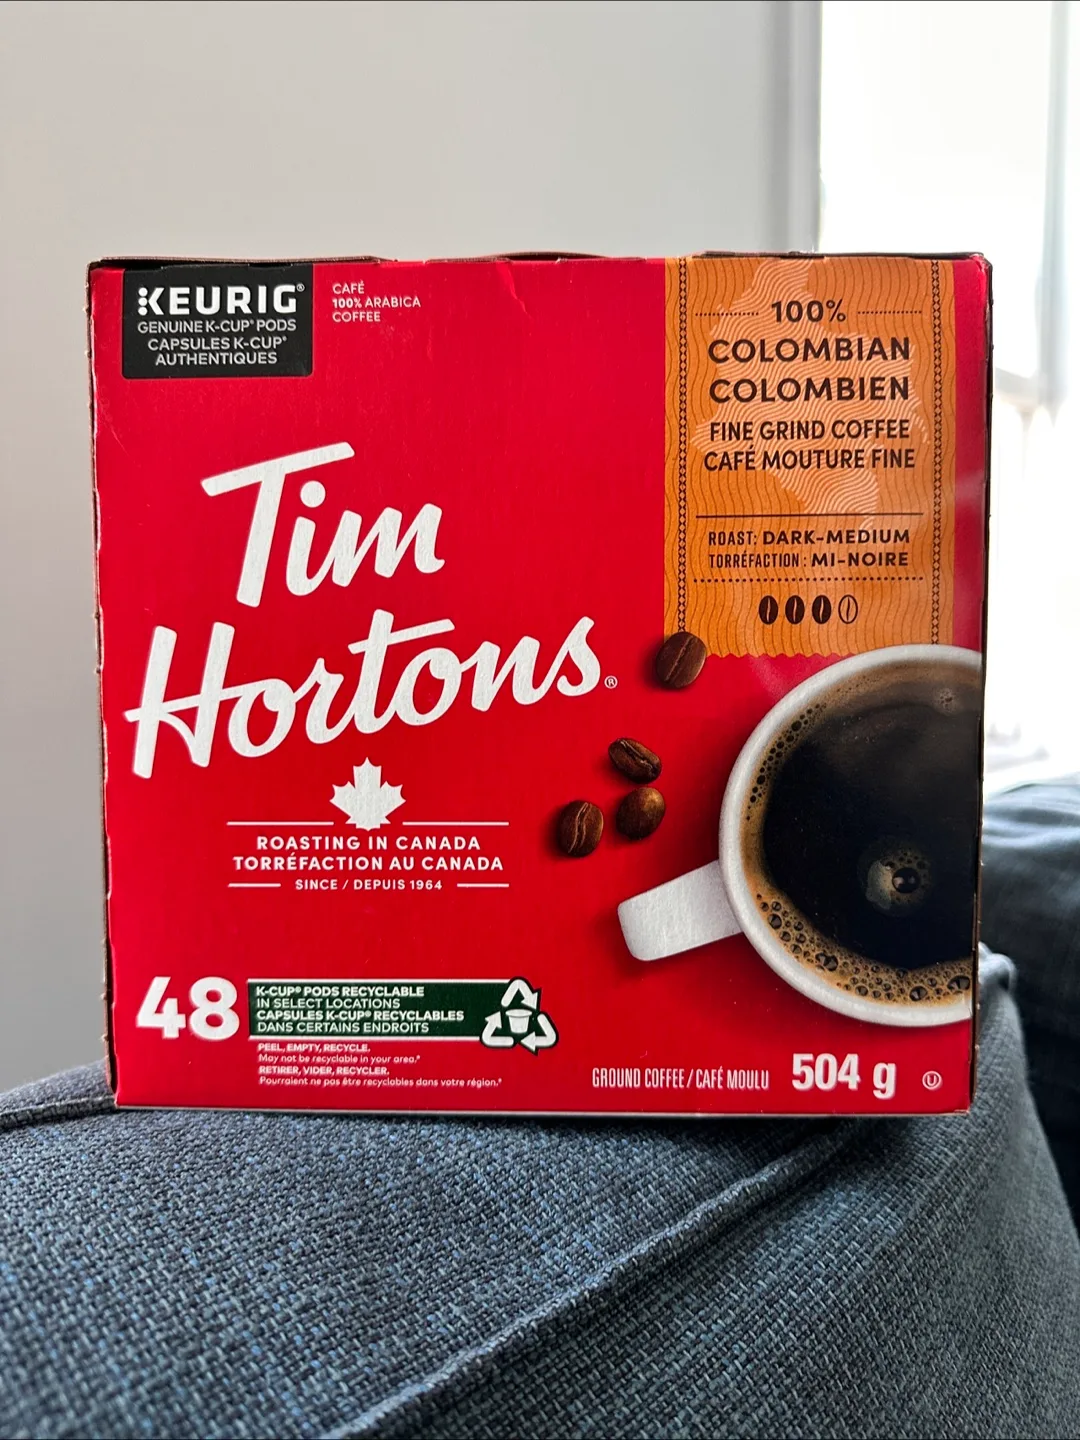 KEURIG®
GENUINE K-CUP® PODS
CAPSULES K-CUP®
AUTHENTIQUES
CAFÉ
100% ARABICA
COFFEE
100%
COLOMBIAN
COLOMBIEN
FINE GRIND COFFEE
CAFÉ MOUTURE FINE
ROAST: DARK-MEDIUM
TORRÉFACTION : MI-NOIRE
Tim
Hortons®
ROASTING IN CANADA
TORRÉFACTION AU CANADA
SINCE / DEPUIS 1964
48
K-CUP® PODS RECYCLABLE
IN SELECT LOCATIONS
CAPSULES K-CUP® RECYCLABLES
DANS CERTAINS ENDROITS
PEEL, EMPTY, RECYCLE.
May not be recyclable in your area.*
RETIRER, VIDER, RECYCLER.
Pourraient ne pas être recyclables dans votre région.*
GROUND COFFEE / CAFÉ MOULU
504 g
U